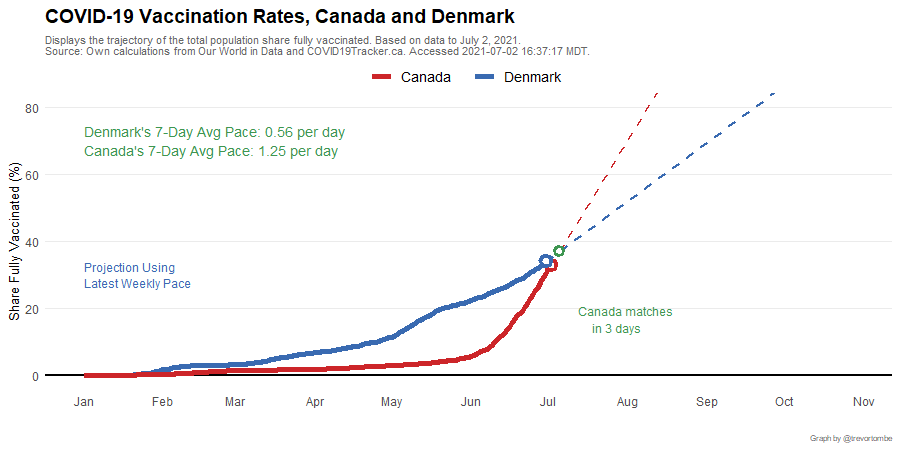 COVID-19 Vaccination Rates, Canada and Denmark
Displays the trajectory of the total population share fully vaccinated. Based on data to July 2, 2021.
Source: Own calculations from Our World in Data and COVID19Tracker.ca. Accessed 2021-07-02 16:37:17 MDT.
Canada Denmark
Share Fully Vaccinated (%)
80
60
40
20
0
Denmark's 7-Day Avg Pace: 0.56 per day
Canada's 7-Day Avg Pace: 1.25 per day
Projection Using
Latest Weekly Pace
Canada matches
in 3 days
Jan Feb Mar Apr May Jun Jul Aug Sep Oct Nov
Graph by @trevortombe